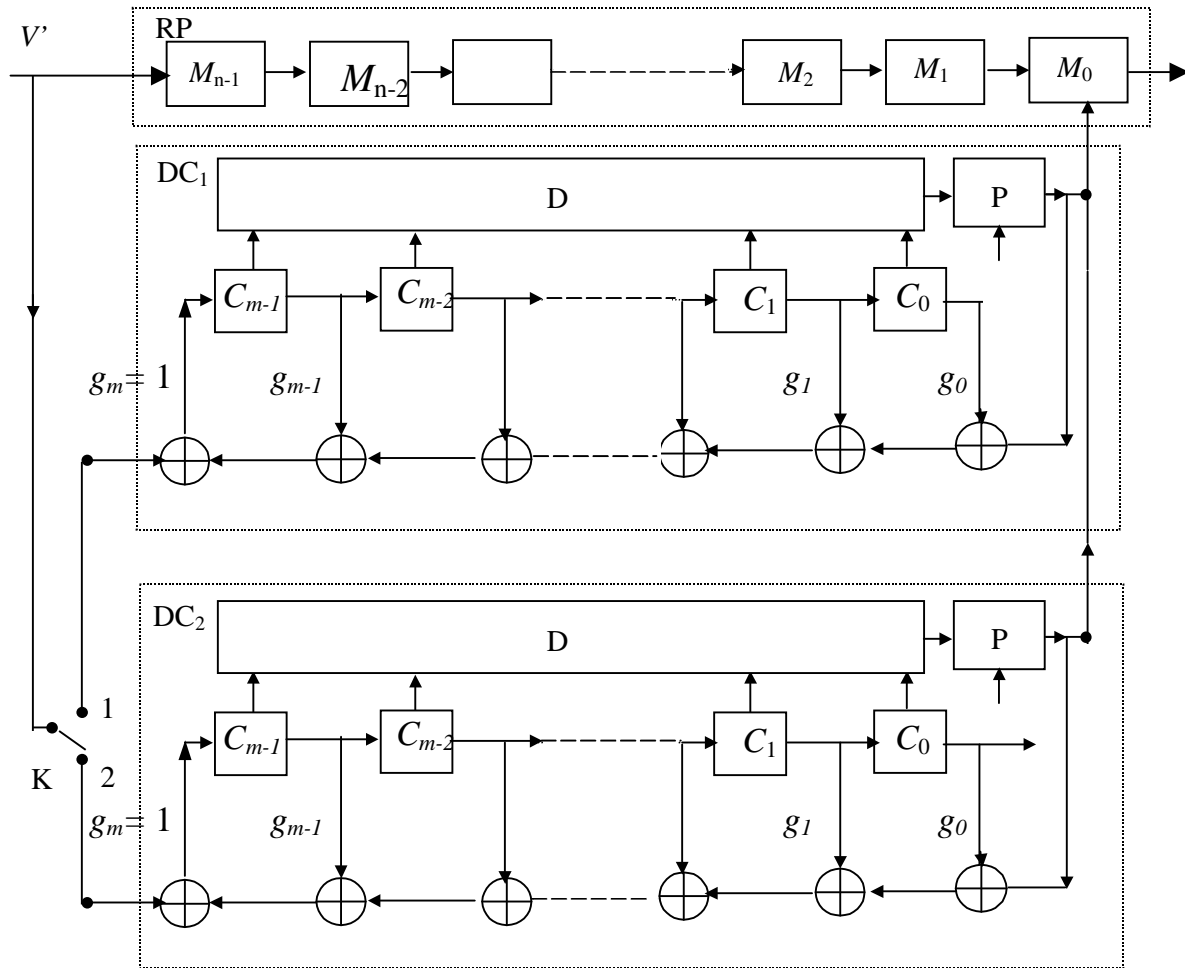 V’
RP
M_{n-1} M_{n-2} M_2 M_1 M_0
DC_1
D P
C_{m-1} C_{m-2} C_1 C_0
g_m = 1 g_{m-1} g_1 g_0
DC_2
D P
1
C_{m-1} C_{m-2} C_1 C_0
K 2
g_m = 1 g_{m-1} g_1 g_0